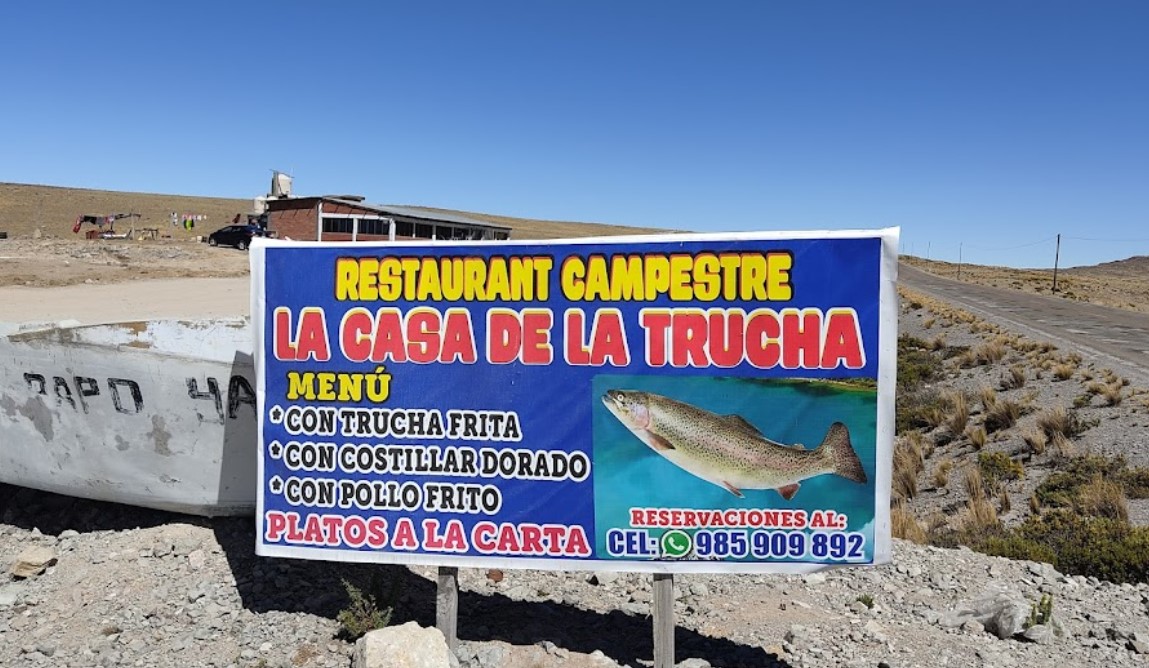 RESTAURANT CAMPESTRE
LA CASA DE LA TRUCHA
MENÚ
*CON TRUCHA FRITA
*CON COSTILLAR DORADO
*CON POLLO FRITO
PLATOS A LA CARTA
RESERVACIONES AL:
CEL: 985 909 892